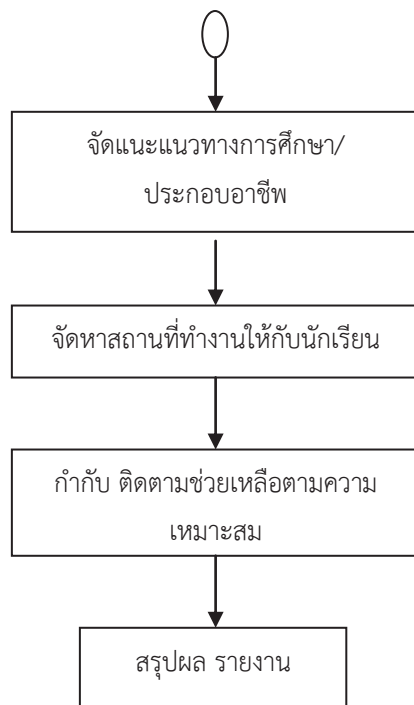 จัดแนะแนวทางการศึกษา/
ประกอบอาชีพ
จัดหาสถานที่ทำงานให้กับนักเรียน
กำกับ ติดตามช่วยเหลือตามความ
เหมาะสม
สรุปผล รายงาน